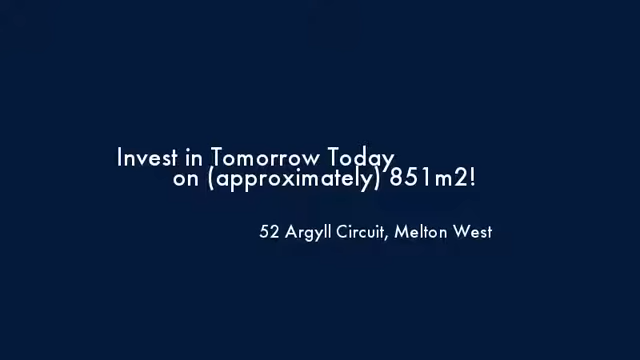 Invest in Tomorrow Today
on (approximately) 851m2!
52 Argyll Circuit, Melton West